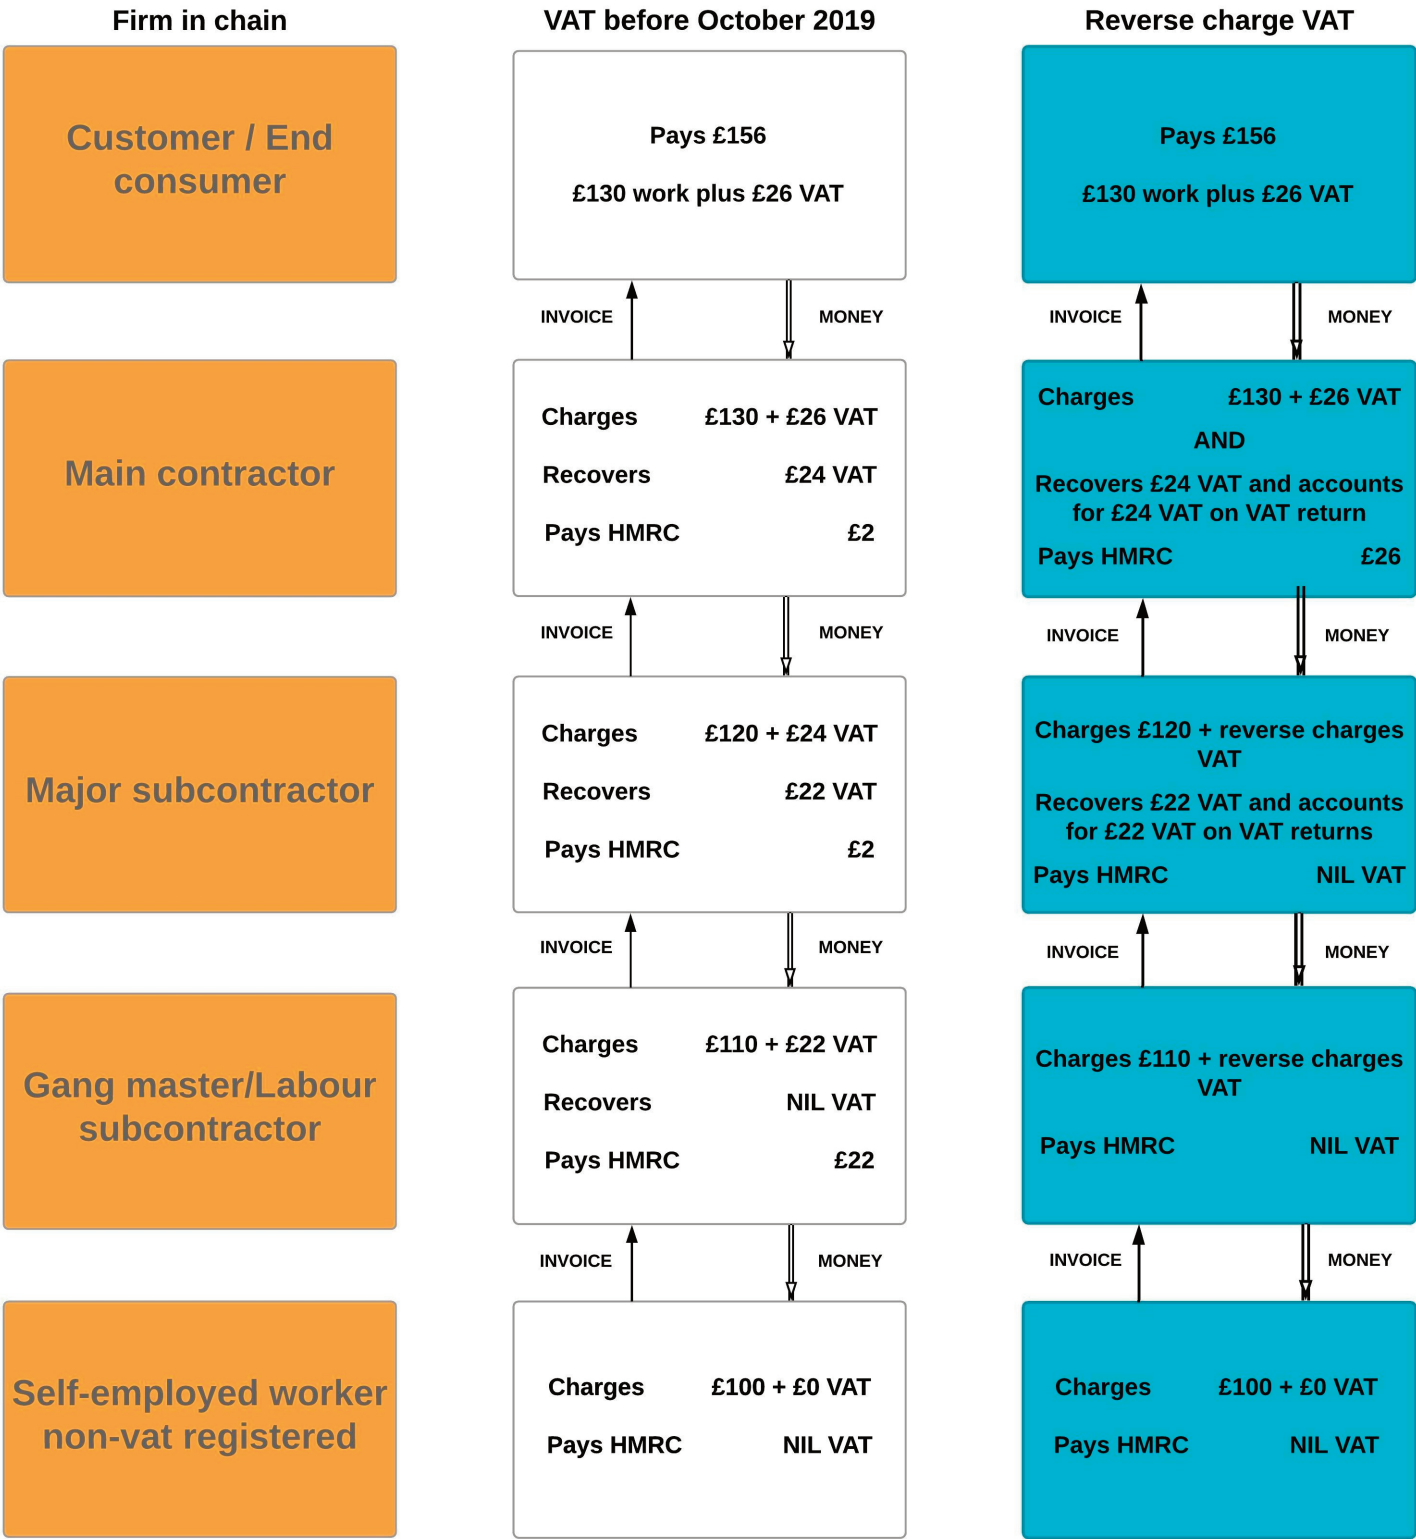 Firm in chain
VAT before October 2019
Reverse charge VAT
Customer / End
consumer
Pays £156
£130 work plus £26 VAT
Pays £156
£130 work plus £26 VAT
INVOICE
MONEY
INVOICE
MONEY
Main contractor
Charges £130 + £26 VAT
Recovers £24 VAT
Pays HMRC £2
Charges £130 + £26 VAT
AND
Recovers £24 VAT and accounts
for £24 VAT on VAT return
Pays HMRC £26
INVOICE
MONEY
INVOICE
MONEY
Major subcontractor
Charges £120 + £24 VAT
Recovers £22 VAT
Pays HMRC £2
Charges £120 + reverse charges
VAT
Recovers £22 VAT and accounts
for £22 VAT on VAT returns
Pays HMRC NIL VAT
INVOICE
MONEY
INVOICE
MONEY
Gang master/Labour
subcontractor
Charges £110 + £22 VAT
Recovers NIL VAT
Pays HMRC £22
Charges £110 + reverse charges
VAT
Pays HMRC NIL VAT
INVOICE
MONEY
INVOICE
MONEY
Self-employed worker
non-vat registered
Charges £100 + £0 VAT
Pays HMRC NIL VAT
Charges £100 + £0 VAT
Pays HMRC NIL VAT